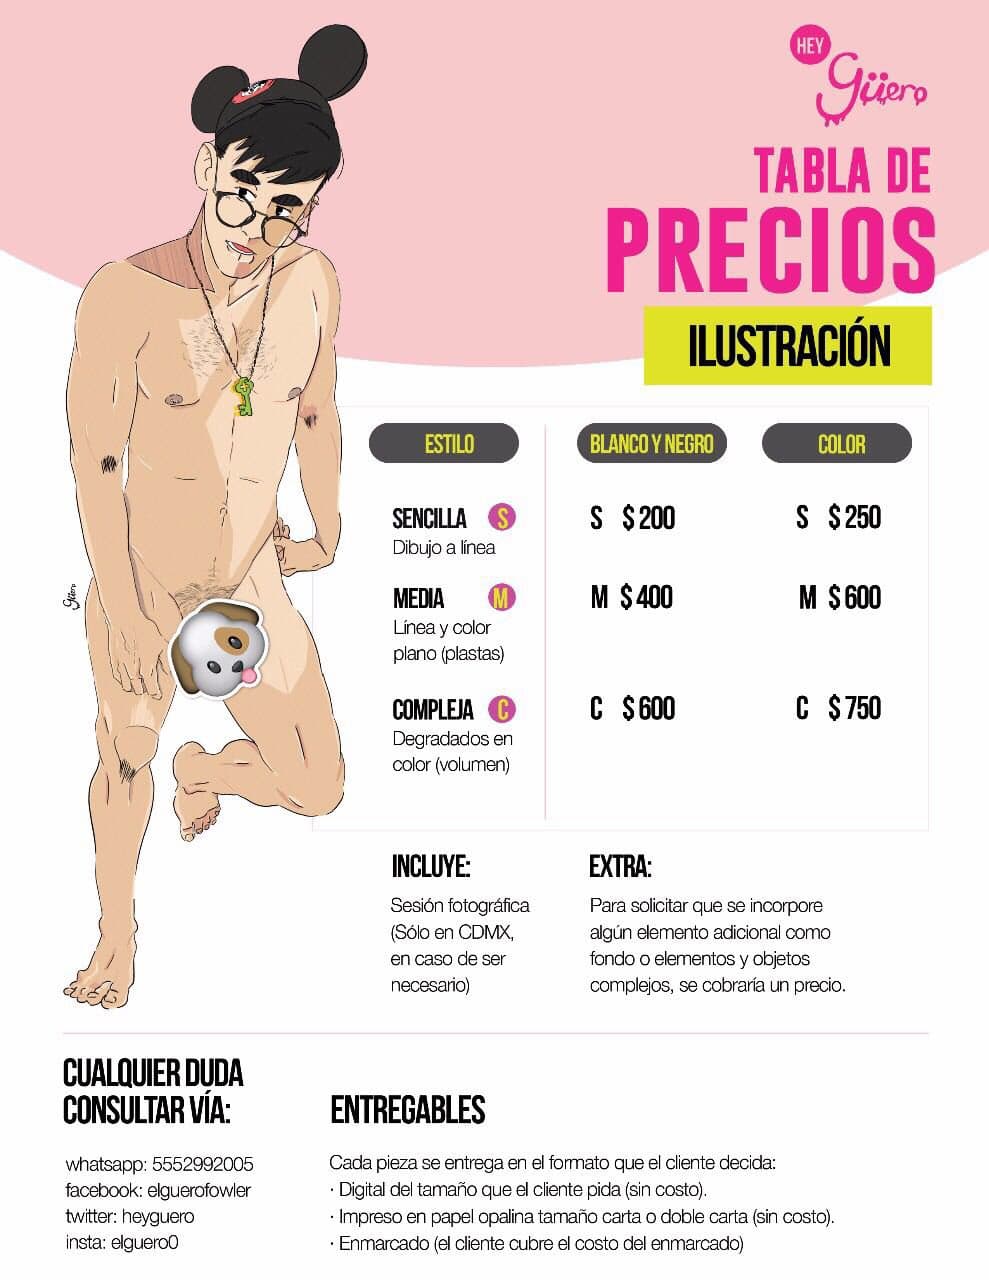 HEY
güero
TABLA DE
PRECIOS
ILUSTRACIÓN
ESTILO
BLANCO Y NEGRO
COLOR
SENCILLA S
Dibujo a línea
S $200
S $250
MEDIA M
Línea y color
plano (plastas)
M $400
M $600
COMPLEJA C
Degradados en
color (volumen)
C $600
C $750
güero
INCLUYE:
Sesión fotográfica
(Sólo en CDMX,
en caso de ser
necesario)
EXTRA:
Para solicitar que se incorpore
algún elemento adicional como
fondo o elementos y objetos
complejos, se cobraría un precio.
CUALQUIER DUDA
CONSULTAR VÍA:
whatsapp: 5552992005
facebook: elguerofowler
twitter: heyguero
insta: elguero0
ENTREGABLES
Cada pieza se entrega en el formato que el cliente decida:
· Digital del tamaño que el cliente pida (sin costo).
· Impreso en papel opalina tamaño carta o doble carta (sin costo).
· Enmarcado (el cliente cubre el costo del enmarcado)